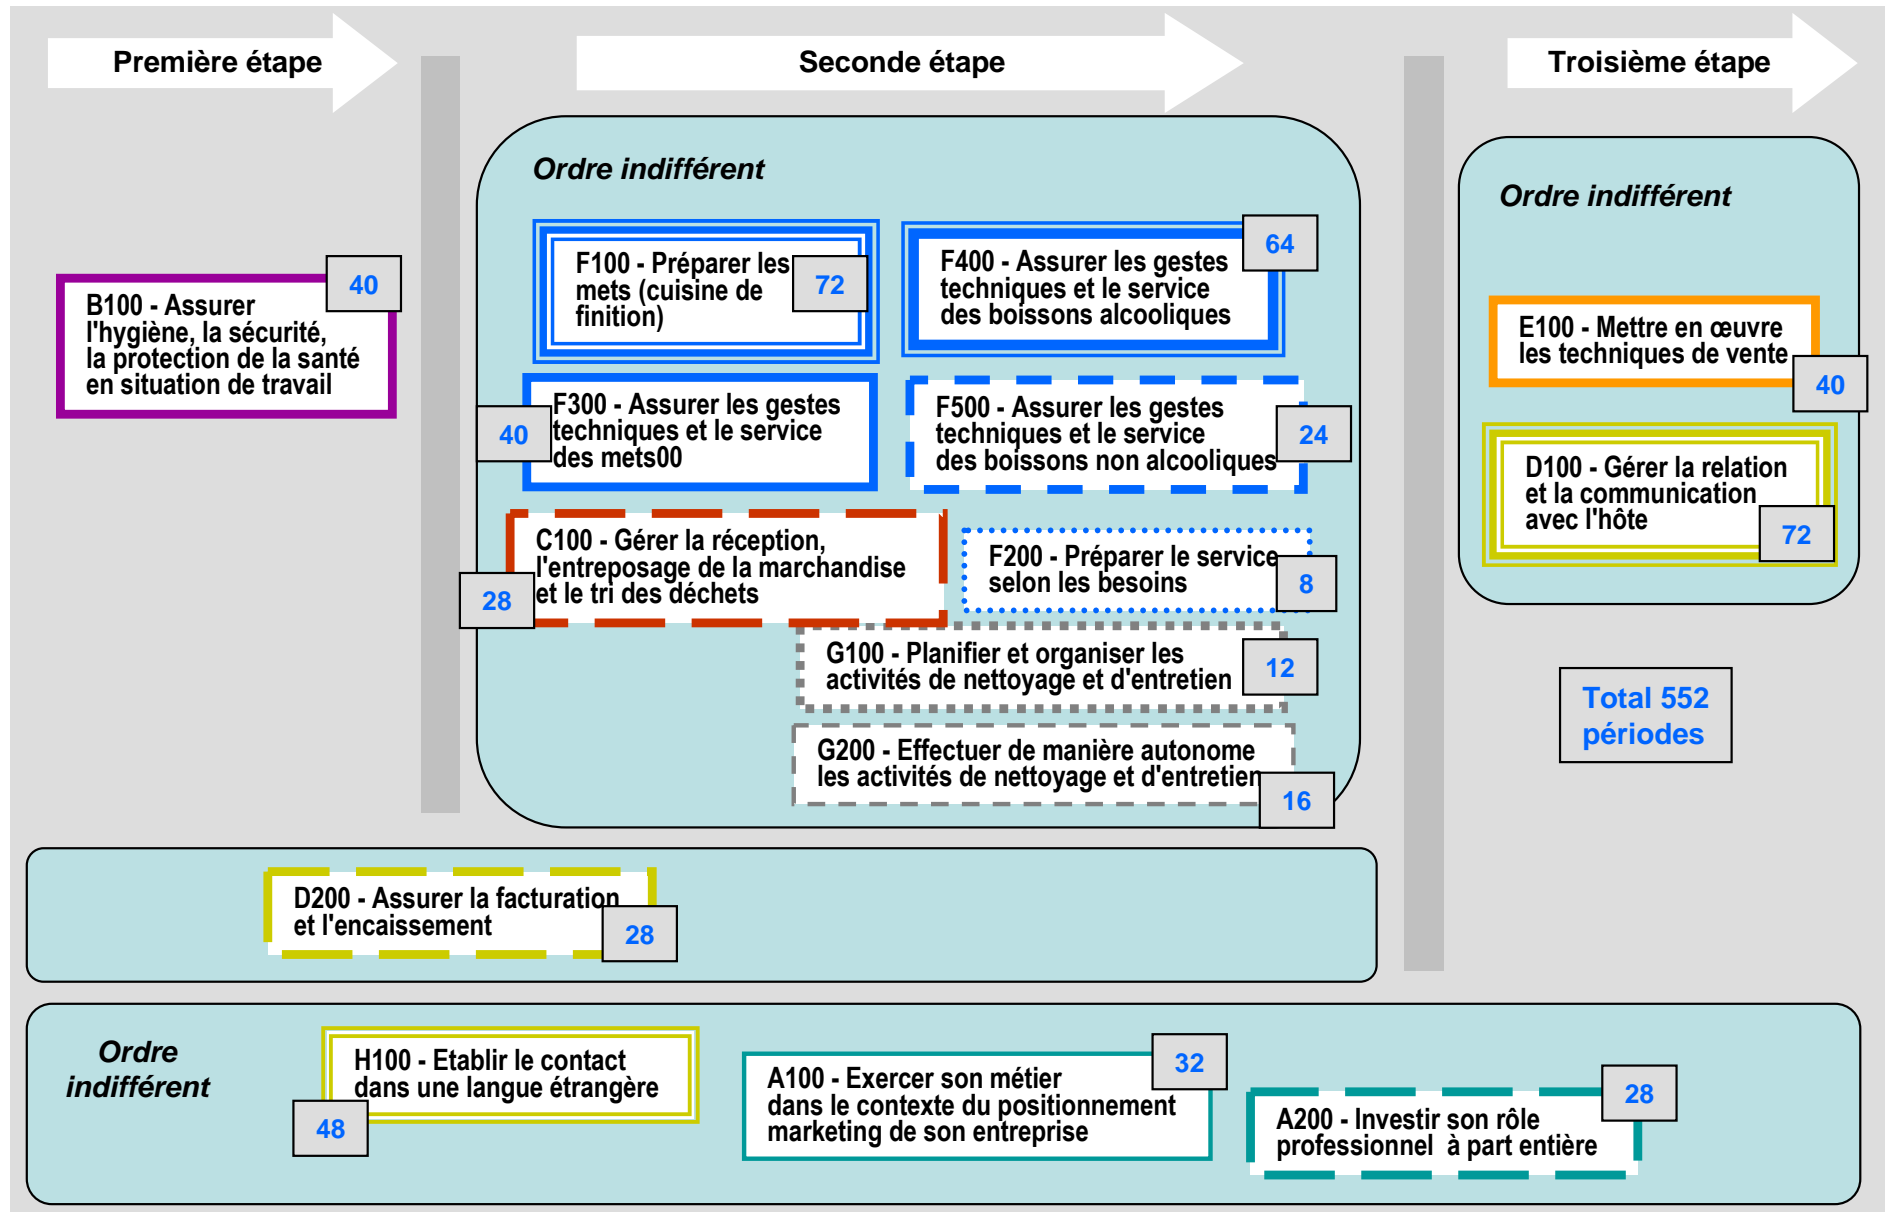 Première étape
Seconde étape
Troisième étape
B100 - Assurer
l'hygiène, la sécurité,
la protection de la santé
en situation de travail
40
Ordre indifférent
F100 - Préparer les
mets (cuisine de
finition)
72
F400 - Assurer les gestes
techniques et le service
des boissons alcooliques
64
F300 - Assurer les gestes
techniques et le service
des mets00
40
F500 - Assurer les gestes
techniques et le service
des boissons non alcooliques
24
C100 - Gérer la réception,
l'entreposage de la marchandise
et le tri des déchets
28
F200 - Préparer le service
selon les besoins
8
G100 - Planifier et organiser les
activités de nettoyage et d'entretien
12
G200 - Effectuer de manière autonome
les activités de nettoyage et d'entretien
16
Ordre indifférent
E100 - Mettre en œuvre
les techniques de vente
40
D100 - Gérer la relation
et la communication
avec l'hôte
72
Total 552
périodes
D200 - Assurer la facturation
et l'encaissement
28
Ordre
indifférent
H100 - Etablir le contact
dans une langue étrangère
48
A100 - Exercer son métier
dans le contexte du positionnement
marketing de son entreprise
32
A200 - Investir son rôle
professionnel à part entière
28